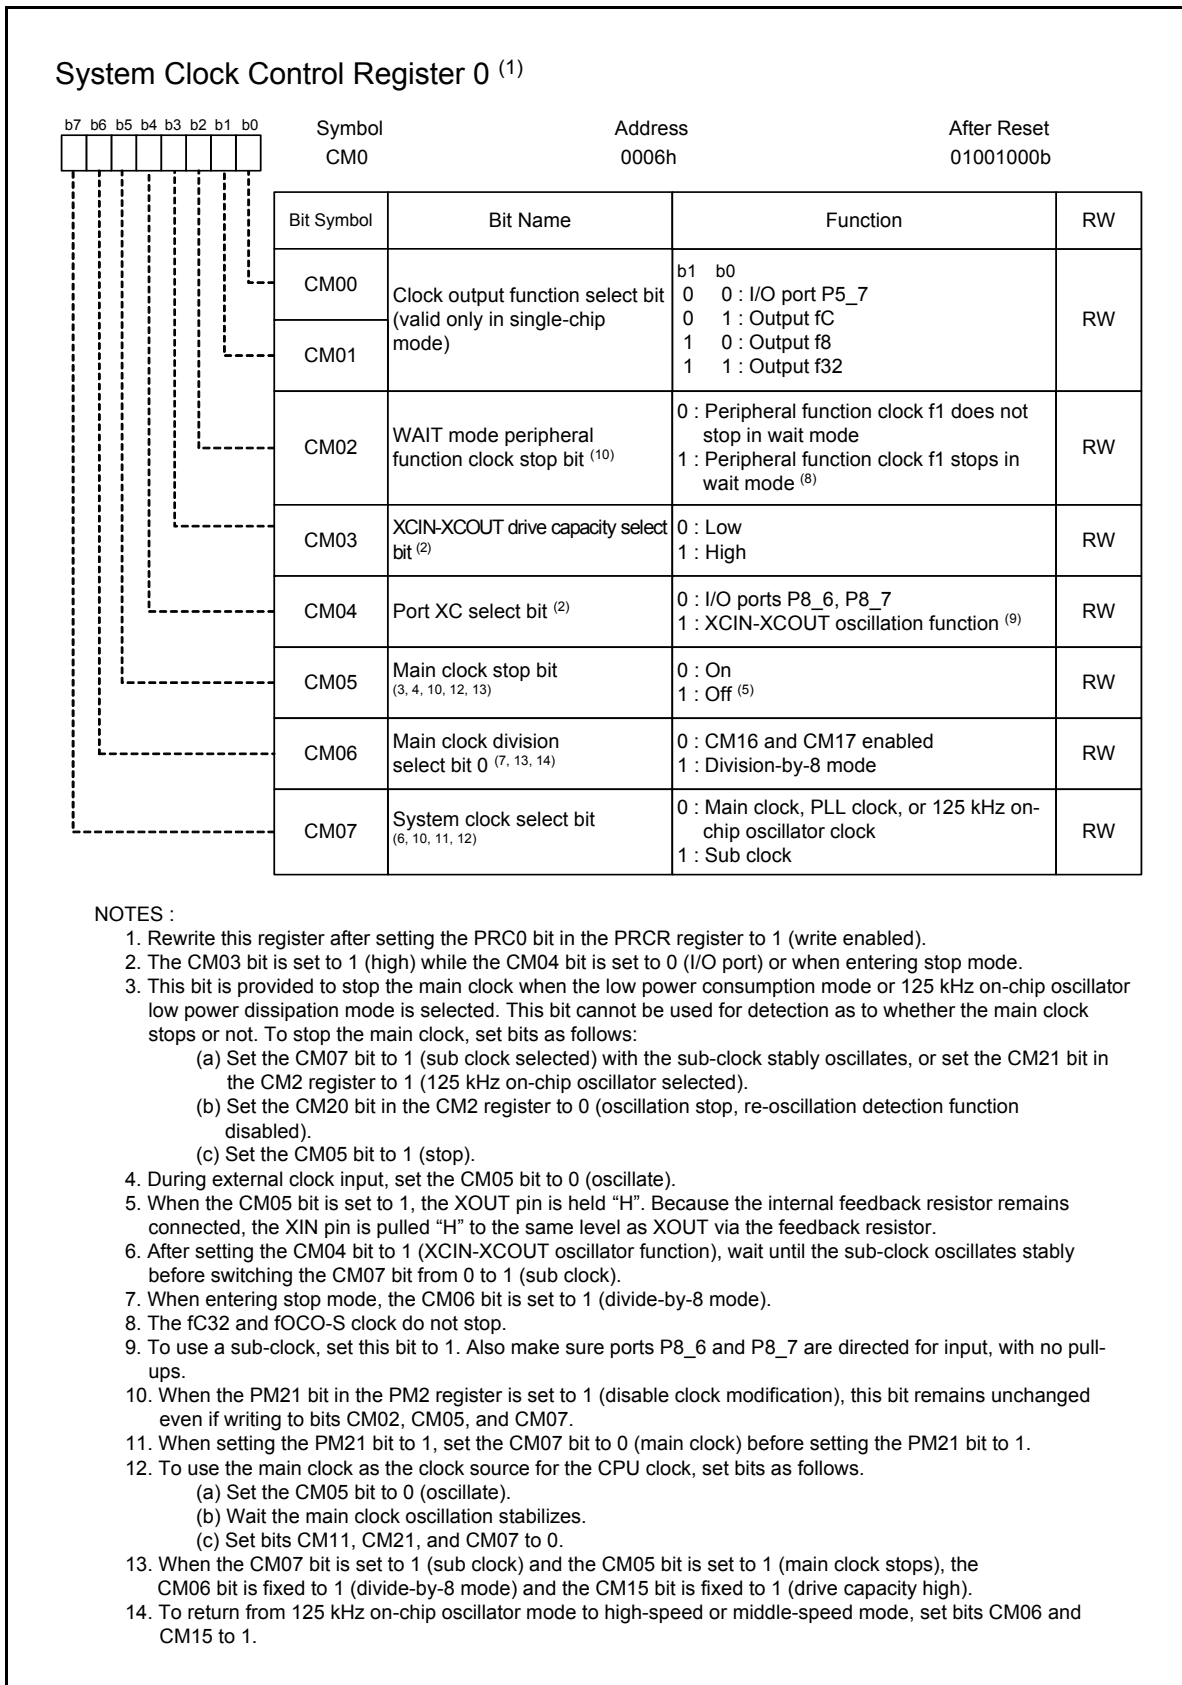 System Clock Control Register 0 (1)
b7 b6 b5 b4 b3 b2 b1 b0
Symbol Address After Reset
CM0 0006h 01001000b
Bit Symbol Bit Name Function RW
CM00
CM01
Clock output function select bit
(valid only in single-chip
mode)
b1 b0
0 0 : I/O port P5_7
0 1 : Output fC
1 0 : Output f8
1 1 : Output f32
RW
CM02
WAIT mode peripheral
function clock stop bit (10)
0 : Peripheral function clock f1 does not
stop in wait mode
1 : Peripheral function clock f1 stops in
wait mode (8)
RW
CM03
XCIN-XCOUT drive capacity select
bit (2)
0 : Low
1 : High
RW
CM04
Port XC select bit (2)
0 : I/O ports P8_6, P8_7
1 : XCIN-XCOUT oscillation function (9)
RW
CM05
Main clock stop bit
(3, 4, 10, 12, 13)
0 : On
1 : Off (5)
RW
CM06
Main clock division
select bit 0 (7, 13, 14)
0 : CM16 and CM17 enabled
1 : Division-by-8 mode
RW
CM07
System clock select bit
(6, 10, 11, 12)
0 : Main clock, PLL clock, or 125 kHz on-
chip oscillator clock
1 : Sub clock
RW
NOTES :
1. Rewrite this register after setting the PRC0 bit in the PRCR register to 1 (write enabled).
2. The CM03 bit is set to 1 (high) while the CM04 bit is set to 0 (I/O port) or when entering stop mode.
3. This bit is provided to stop the main clock when the low power consumption mode or 125 kHz on-chip oscillator
low power dissipation mode is selected. This bit cannot be used for detection as to whether the main clock
stops or not. To stop the main clock, set bits as follows:
(a) Set the CM07 bit to 1 (sub clock selected) with the sub-clock stably oscillates, or set the CM21 bit in
the CM2 register to 1 (125 kHz on-chip oscillator selected).
(b) Set the CM20 bit in the CM2 register to 0 (oscillation stop, re-oscillation detection function
disabled).
(c) Set the CM05 bit to 1 (stop).
4. During external clock input, set the CM05 bit to 0 (oscillate).
5. When the CM05 bit is set to 1, the XOUT pin is held “H”. Because the internal feedback resistor remains
connected, the XIN pin is pulled “H” to the same level as XOUT via the feedback resistor.
6. After setting the CM04 bit to 1 (XCIN-XCOUT oscillator function), wait until the sub-clock oscillates stably
before switching the CM07 bit from 0 to 1 (sub clock).
7. When entering stop mode, the CM06 bit is set to 1 (divide-by-8 mode).
8. The fC32 and fOCO-S clock do not stop.
9. To use a sub-clock, set this bit to 1. Also make sure ports P8_6 and P8_7 are directed for input, with no pull-
ups.
10. When the PM21 bit in the PM2 register is set to 1 (disable clock modification), this bit remains unchanged
even if writing to bits CM02, CM05, and CM07.
11. When setting the PM21 bit to 1, set the CM07 bit to 0 (main clock) before setting the PM21 bit to 1.
12. To use the main clock as the clock source for the CPU clock, set bits as follows.
(a) Set the CM05 bit to 0 (oscillate).
(b) Wait the main clock oscillation stabilizes.
(c) Set bits CM11, CM21, and CM07 to 0.
13. When the CM07 bit is set to 1 (sub clock) and the CM05 bit is set to 1 (main clock stops), the
CM06 bit is fixed to 1 (divide-by-8 mode) and the CM15 bit is fixed to 1 (drive capacity high).
14. To return from 125 kHz on-chip oscillator mode to high-speed or middle-speed mode, set bits CM06 and
CM15 to 1.